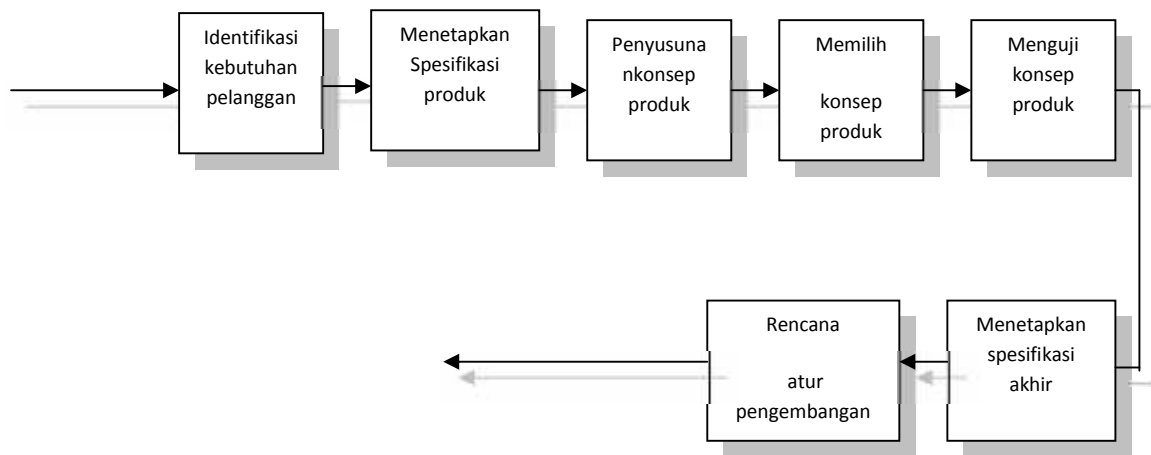 Identifikasi
kebutuhan
pelanggan
Menetapkan
Spesifikasi
produk
Penyusuna
nkonsep
produk
Memilih
konsep
produk
Menguji
konsep
produk
Rencana
atur
pengembangan
Menetapkan
spesifikasi
akhir